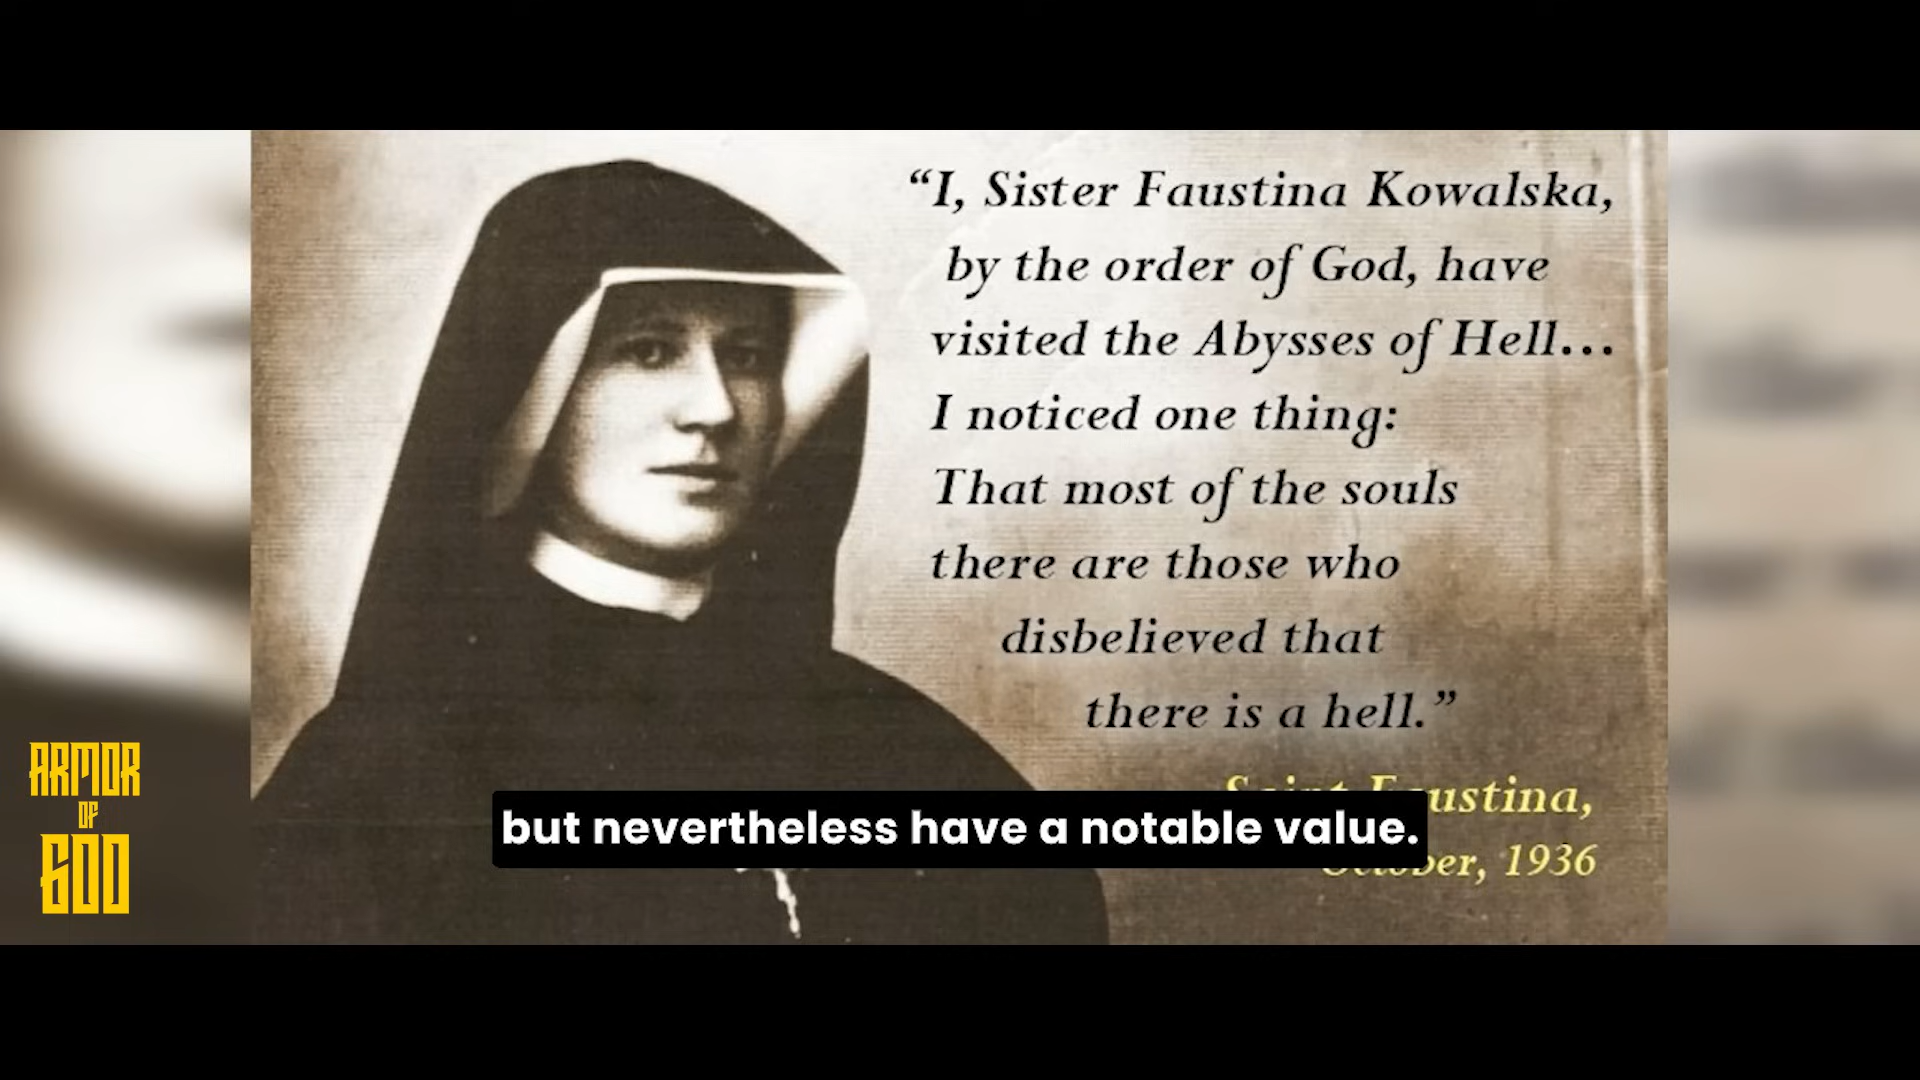 “I, Sister Faustina Kowalska,
by the order of God, have
visited the Abysses of Hell...
I noticed one thing:
That most of the souls
there are those who
disbelieved that
there is a hell.”
but nevertheless have a notable value.
1936
ARMOR
OF
GOD